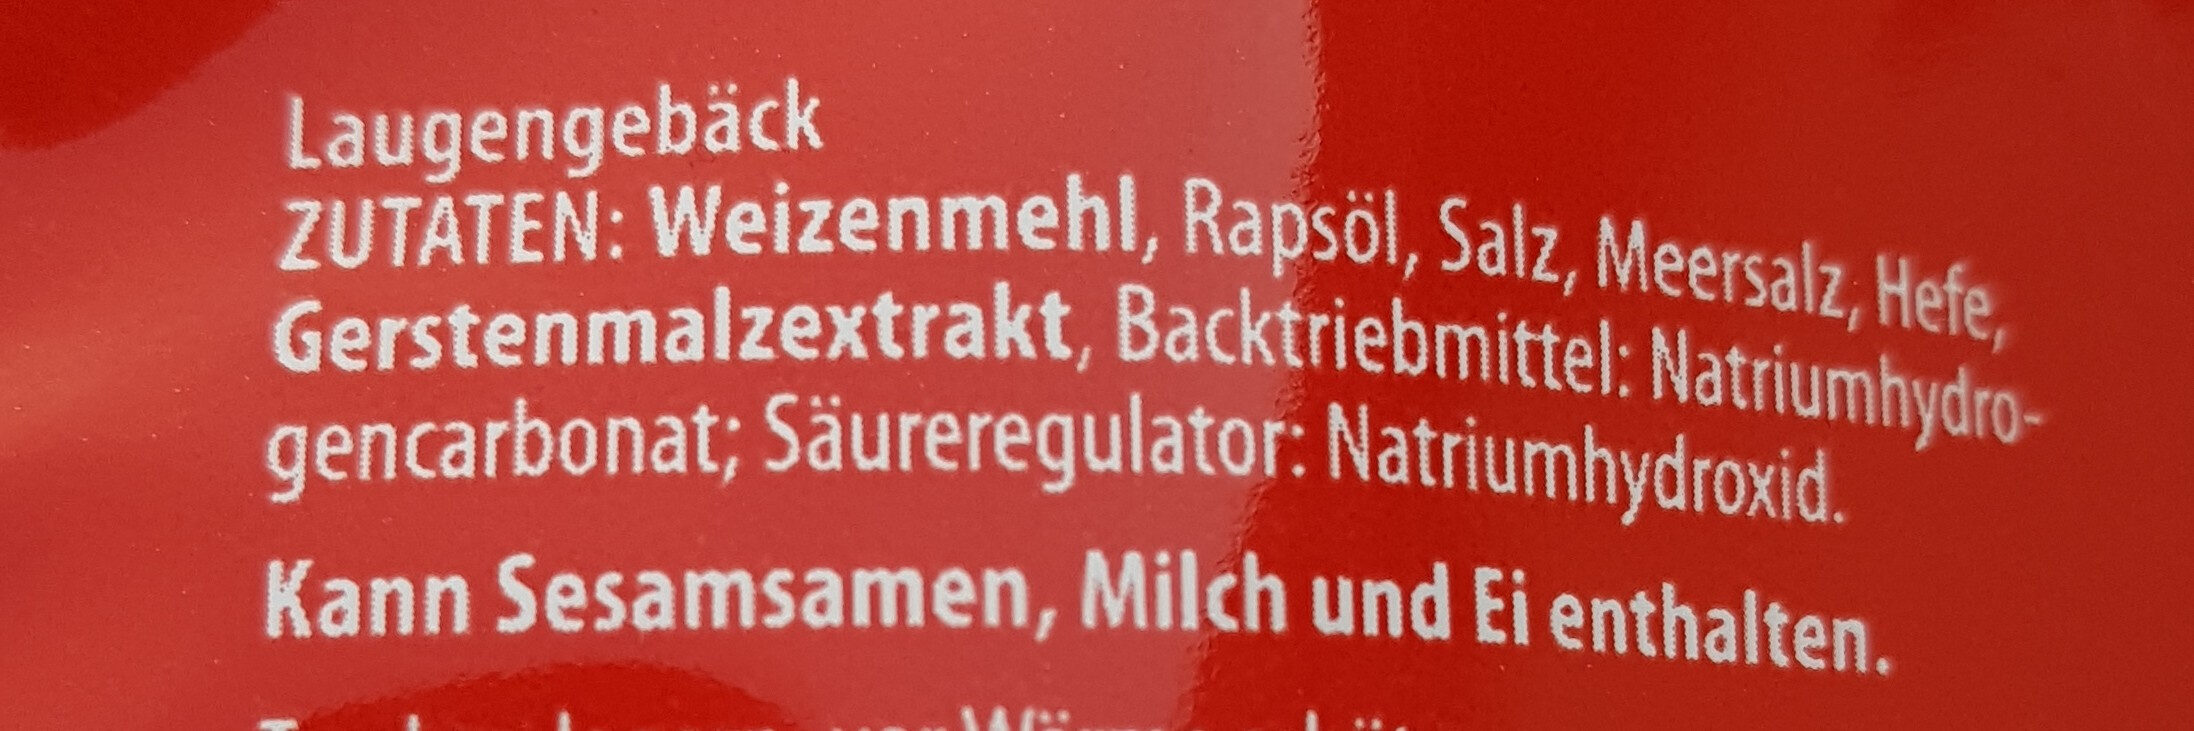 Laugengebäck
ZUTATEN: Weizenmehl, Rapsöl, Salz, Meersalz, Hefe,
Gerstenmalzextrakt, Backtriebmittel: Natriumhydro-
gencarbonat; Säureregulator: Natriumhydroxid.
Kann Sesamsamen, Milch und Ei enthalten.